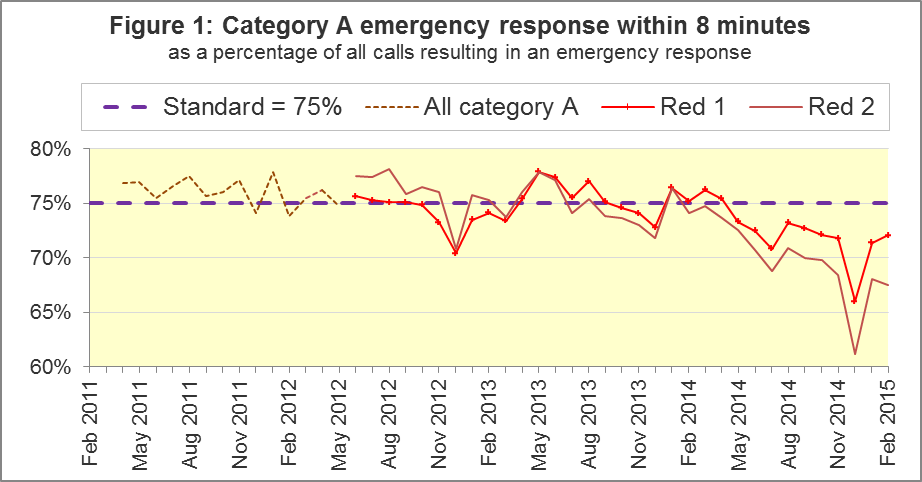 Figure 1: Category A emergency response within 8 minutes
as a percentage of all calls resulting in an emergency response
Standard = 75% All category A Red 1 Red 2
80%
75%
70%
65%
60%
Feb 2011
May 2011
Aug 2011
Nov 2011
Feb 2012
May 2012
Aug 2012
Nov 2012
Feb 2013
May 2013
Aug 2013
Nov 2013
Feb 2014
May 2014
Aug 2014
Nov 2014
Feb 2015